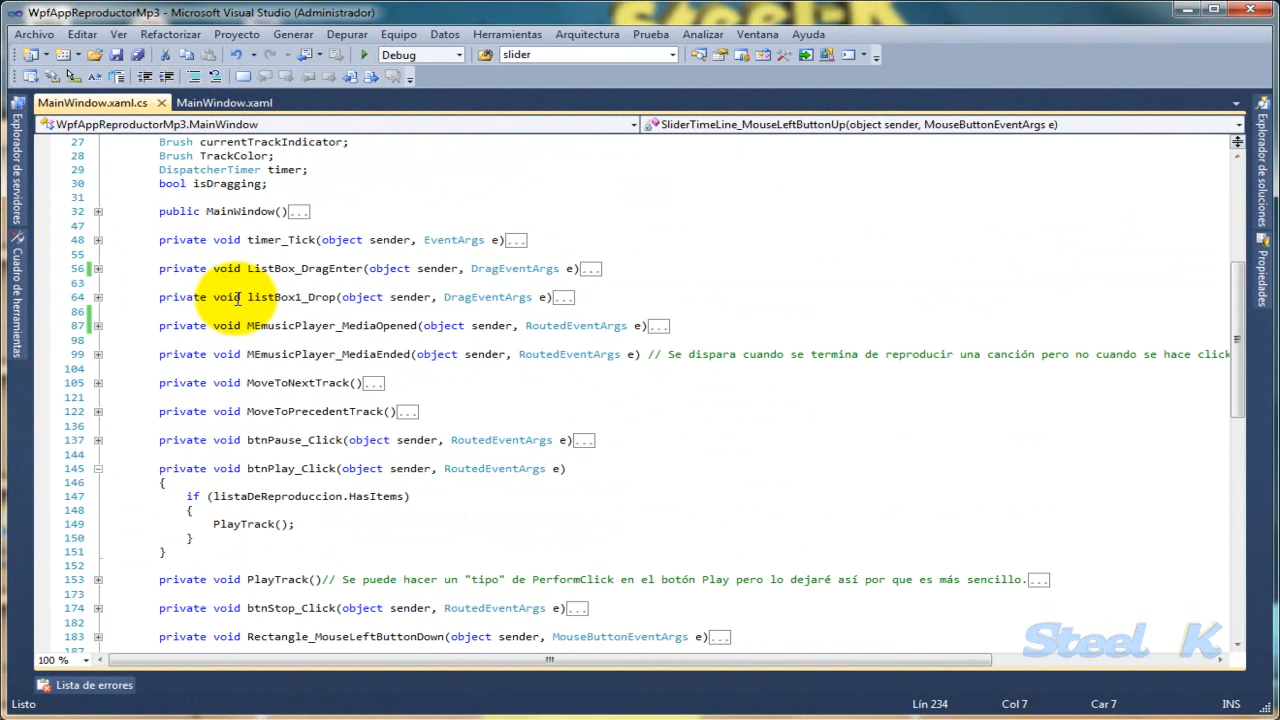 Steel-K
WpfAppReproductorMp3 - Microsoft Visual Studio (Administrador)
Archivo Editar Ver Refactorizar Proyecto Generar Depurar Equipo Datos Herramientas Arquitectura Prueba Analizar Ventana Ayuda
Debug slider
MainWindow.xaml.cs MainWindow.xaml
WpfAppReproductorMp3.MainWindow SliderTimeLine_MouseLeftButtonUp(object sender, MouseButtonEventArgs e)
Explorador de servidores
Cuadro de herramientas
27 Brush currentTrackIndicator;
28 Brush TrackColor;
29 DispatcherTimer timer;
30 bool isDragging;
31
32 public MainWindow()...
47
48 private void timer_Tick(object sender, EventArgs e)...
55
56 private void ListBox_DragEnter(object sender, DragEventArgs e)...
63
64 private void listBox1_Drop(object sender, DragEventArgs e)...
86
87 private void MEmusicPlayer_MediaOpened(object sender, RoutedEventArgs e)...
98
99 private void MEmusicPlayer_MediaEnded(object sender, RoutedEventArgs e) // Se dispara cuando se termina de reproducir una canción pero no cuando se hace click
104
105 private void MoveToNextTrack()...
121
122 private void MoveToPrecedentTrack()...
136
137 private void btnPause_Click(object sender, RoutedEventArgs e)...
144
145 private void btnPlay_Click(object sender, RoutedEventArgs e)
146 {
147 if (listaDeReproduccion.HasItems)
148 {
149 PlayTrack();
150 }
151 }
152
153 private void PlayTrack()// Se puede hacer un "tipo" de PerformClick en el botón Play pero lo dejaré así por que es más sencillo....
173
174 private void btnStop_Click(object sender, RoutedEventArgs e)...
182
183 private void Rectangle_MouseLeftButtonDown(object sender, MouseButtonEventArgs e)...
187
Explorador de soluciones
Propiedades
Steel K
100 %
Lista de errores
Listo Lín 234 Col 7 Car 7 INS